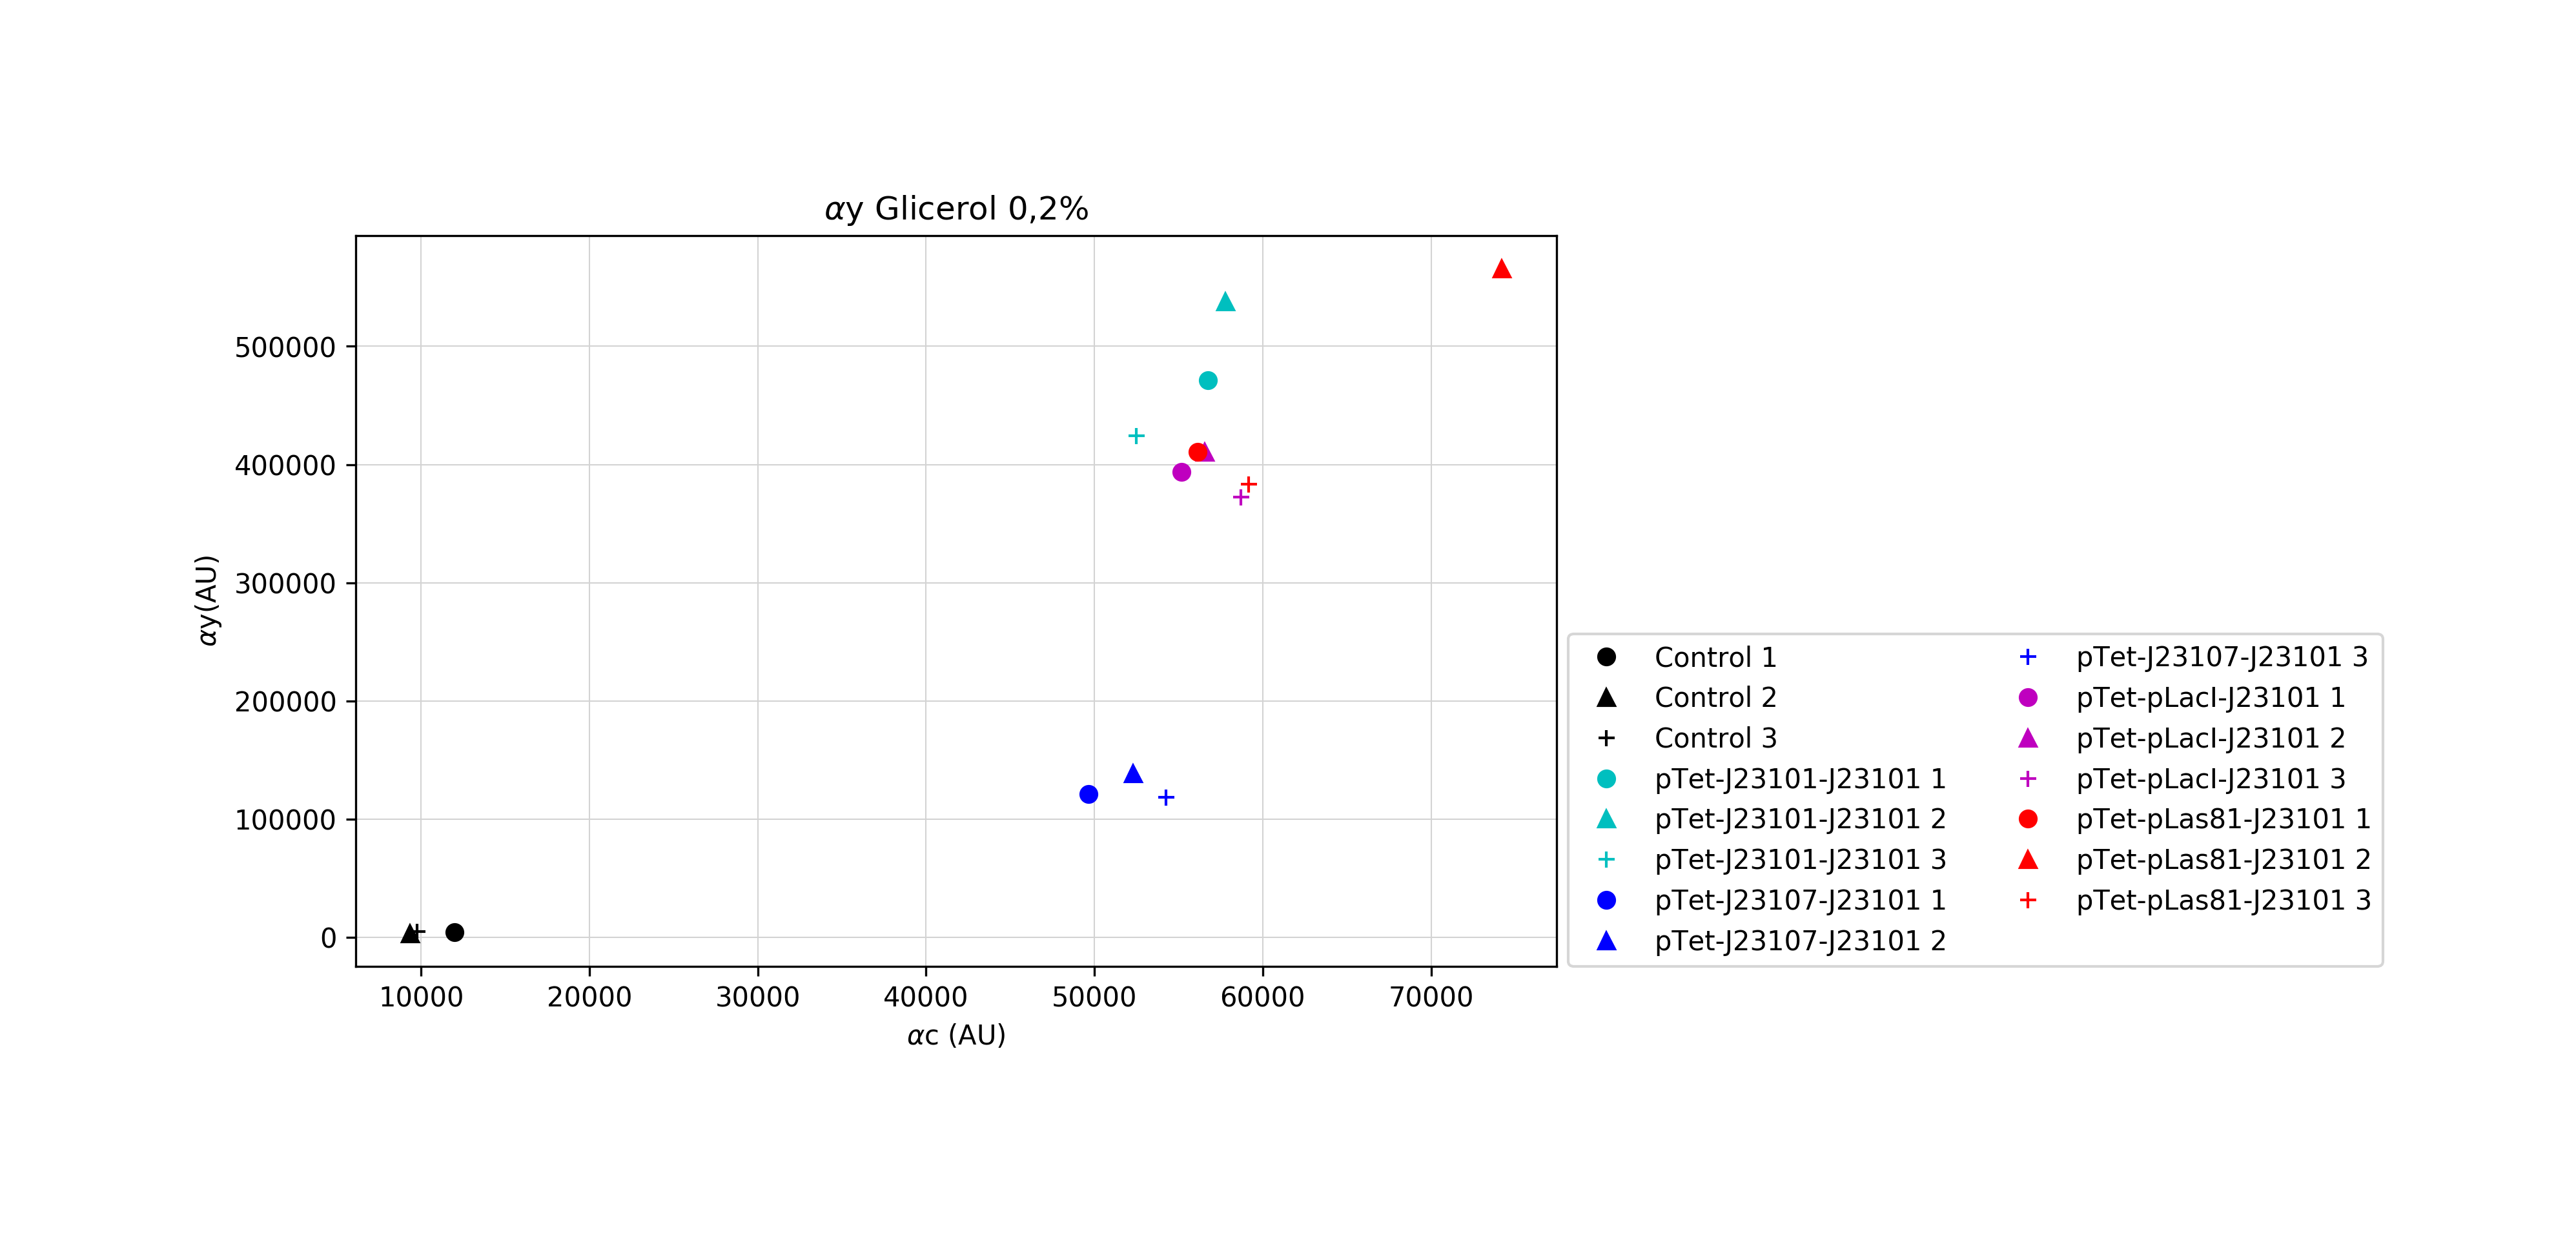 αy Glicerol 0,2%
αy(AU)
500000
400000
300000
200000
100000
0
10000 20000 30000 40000 50000 60000 70000
αc (AU)
Control 1
Control 2
Control 3
pTet-J23101-J23101 1
pTet-J23101-J23101 2
pTet-J23101-J23101 3
pTet-J23107-J23101 1
pTet-J23107-J23101 2
pTet-J23107-J23101 3
pTet-pLacI-J23101 1
pTet-pLacI-J23101 2
pTet-pLacI-J23101 3
pTet-pLas81-J23101 1
pTet-pLas81-J23101 2
pTet-pLas81-J23101 3